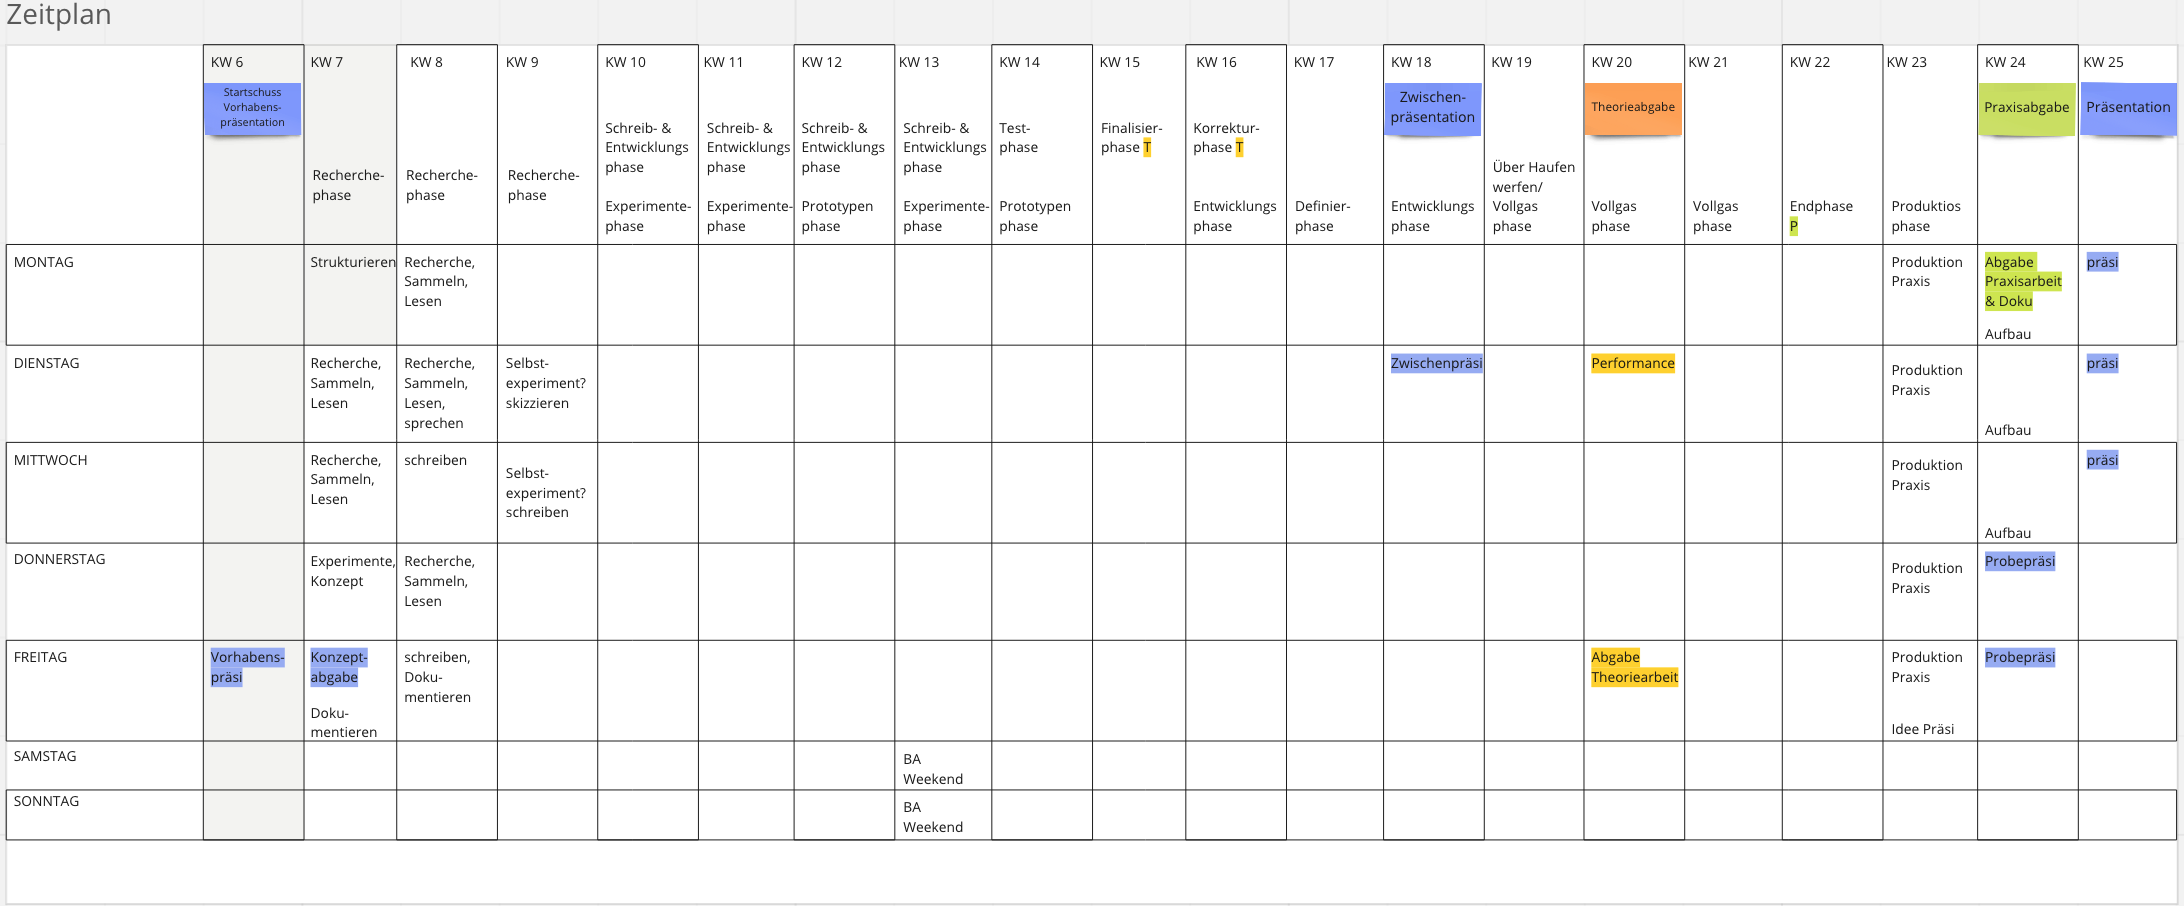 Zeitplan
KW 6
KW 7
KW 8
KW 9
KW 10
KW 11
KW 12
KW 13
KW 14
KW 15
KW 16
KW 17
KW 18
KW 19
KW 20
KW 21
KW 22
KW 23
KW 24
KW 25
Startschuss
Vorhabens-
präsentation
Recherche-
phase
Recherche-
phase
Recherche-
phase
Schreib- &
Entwicklungs
phase
Experimente-
phase
Schreib- &
Entwicklungs
phase
Experimente-
phase
Schreib- &
Entwicklungs
phase
Prototypen
phase
Schreib- &
Entwicklungs
phase
Experimente-
phase
Test-
phase
Prototypen
phase
Finalisier-
phase T
Korrektur-
phase T
Entwicklungs
phase
Definier-
phase
Zwischen-
präsentation
Entwicklungs
phase
Über Haufen
werfen/
Vollgas
phase
Theorieabgabe
Vollgas
phase
Vollgas
phase
Endphase
P
Produktios
phase
Praxisabgabe
Präsentation
MONTAG
Strukturieren
Recherche,
Sammeln,
Lesen
Produktion
Praxis
Abgabe
Praxisarbeit
& Doku
Aufbau
präsi
DIENSTAG
Recherche,
Sammeln,
Lesen
Recherche,
Sammeln,
Lesen,
sprechen
Selbst-
experiment?
skizzieren
Zwischenpräsi
Performance
Produktion
Praxis
Aufbau
präsi
MITTWOCH
Recherche,
Sammeln,
Lesen
schreiben
Selbst-
experiment?
schreiben
Produktion
Praxis
Aufbau
präsi
DONNERSTAG
Experimente,
Konzept
Recherche,
Sammeln,
Lesen
Produktion
Praxis
Probepräsi
FREITAG
Vorhabens-
präsi
Konzept-
abgabe
Doku-
mentieren
schreiben,
Doku-
mentieren
Abgabe
Theoriearbeit
Produktion
Praxis
Idee Präsi
Probepräsi
SAMSTAG
BA
Weekend
SONNTAG
BA
Weekend